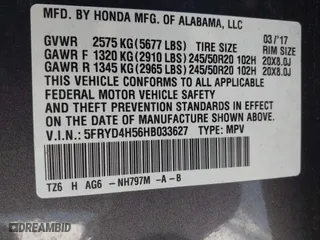 MFD. BY HONDA MFG. OF ALABAMA, LLC
03/'17
GVWR 2575 KG(5677 LBS) TIRE SIZE RIM SIZE
GAWR F 1320 KG(2910 LBS) 245/50R20 102H 20X8.0J
GAWR R 1345 KG(2965 LBS) 245/50R20 102H 20X8.0J
THIS VEHICLE CONFORMS TO ALL APPLICABLE
FEDERAL MOTOR VEHICLE SAFETY STANDARDS IN EFFECT
ON THE DATE OF MANUFACTURE SHOWN ABOVE.
V.I.N.: 5FRYD4H56HB033627 TYPE: MPV
TZ6 H AG6 -NH797M -A-B
DREAMBID